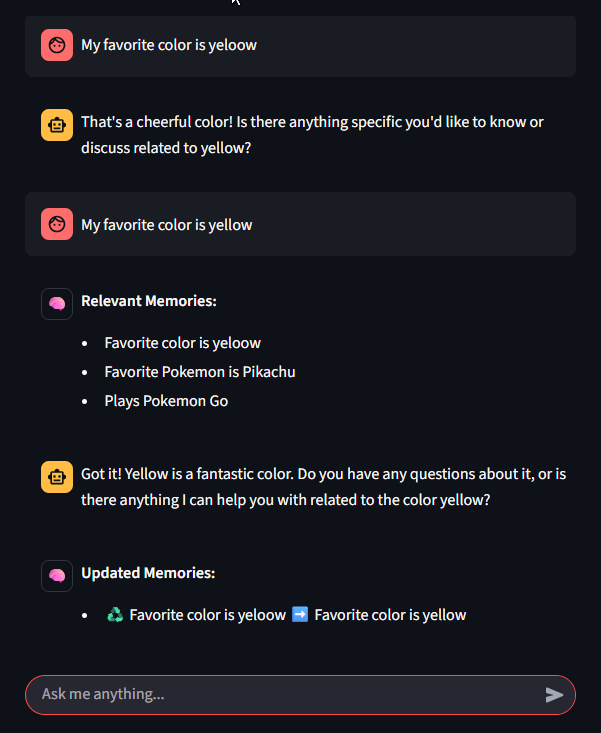 My favorite color is yeloow
That's a cheerful color! Is there anything specific you'd like to know or
discuss related to yellow?
My favorite color is yellow
Relevant Memories:
• Favorite color is yeloow
• Favorite Pokemon is Pikachu
• Plays Pokemon Go
Got it! Yellow is a fantastic color. Do you have any questions about it, or is
there anything I can help you with related to the color yellow?
Updated Memories:
• ♻️ Favorite color is yeloow ➡️ Favorite color is yellow
Ask me anything...